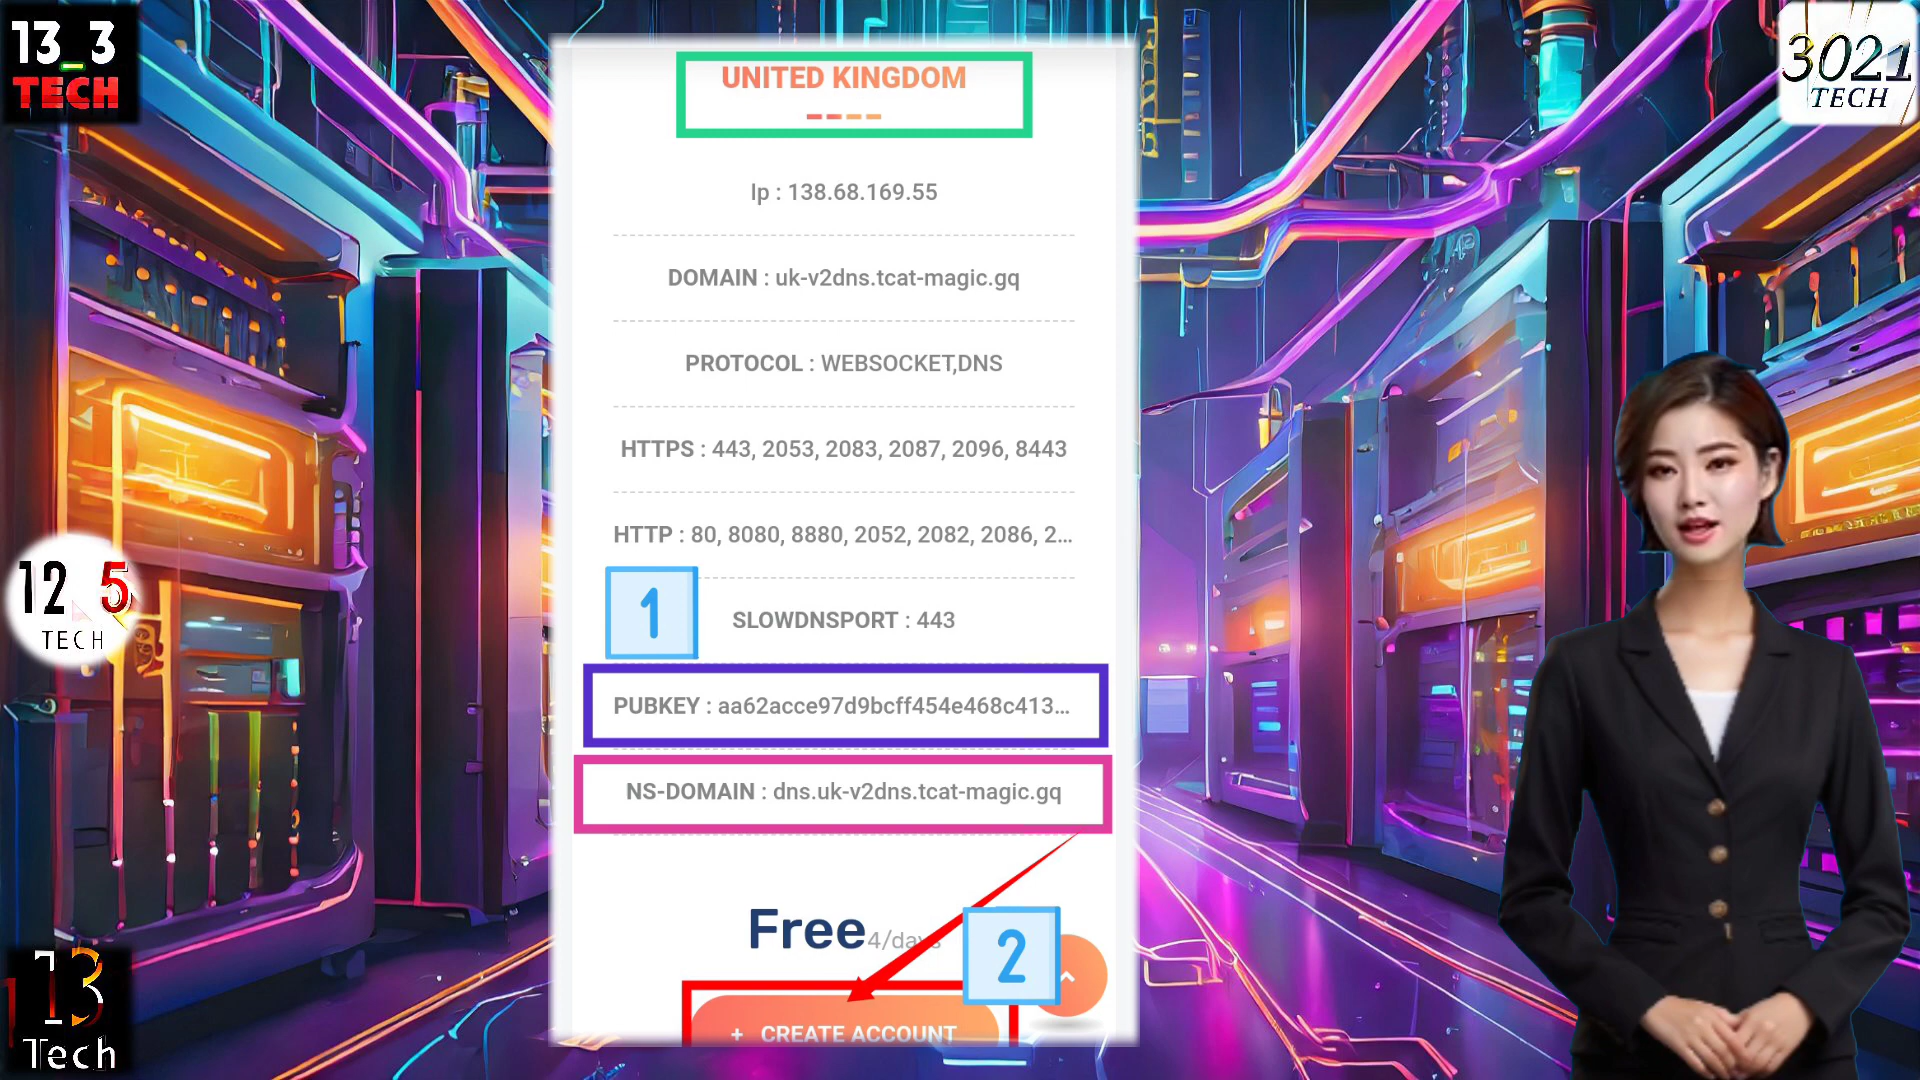 13_3
TECH
3021
TECH
UNITED KINGDOM
Ip : 138.68.169.55
DOMAIN : uk-v2dns.tcat-magic.gq
PROTOCOL : WEBSOCKET,DNS
HTTPS : 443, 2053, 2083, 2087, 2096, 8443
HTTP : 80, 8080, 8880, 2052, 2082, 2086, 2...
1
SLOWDNSPORT : 443
12 5
TECH
PUBKEY : aa62acce97d9bcff454e468c413...
NS-DOMAIN : dns.uk-v2dns.tcat-magic.gq
Free 4/days
2
+ CREATE ACCOUNT
13
Tech